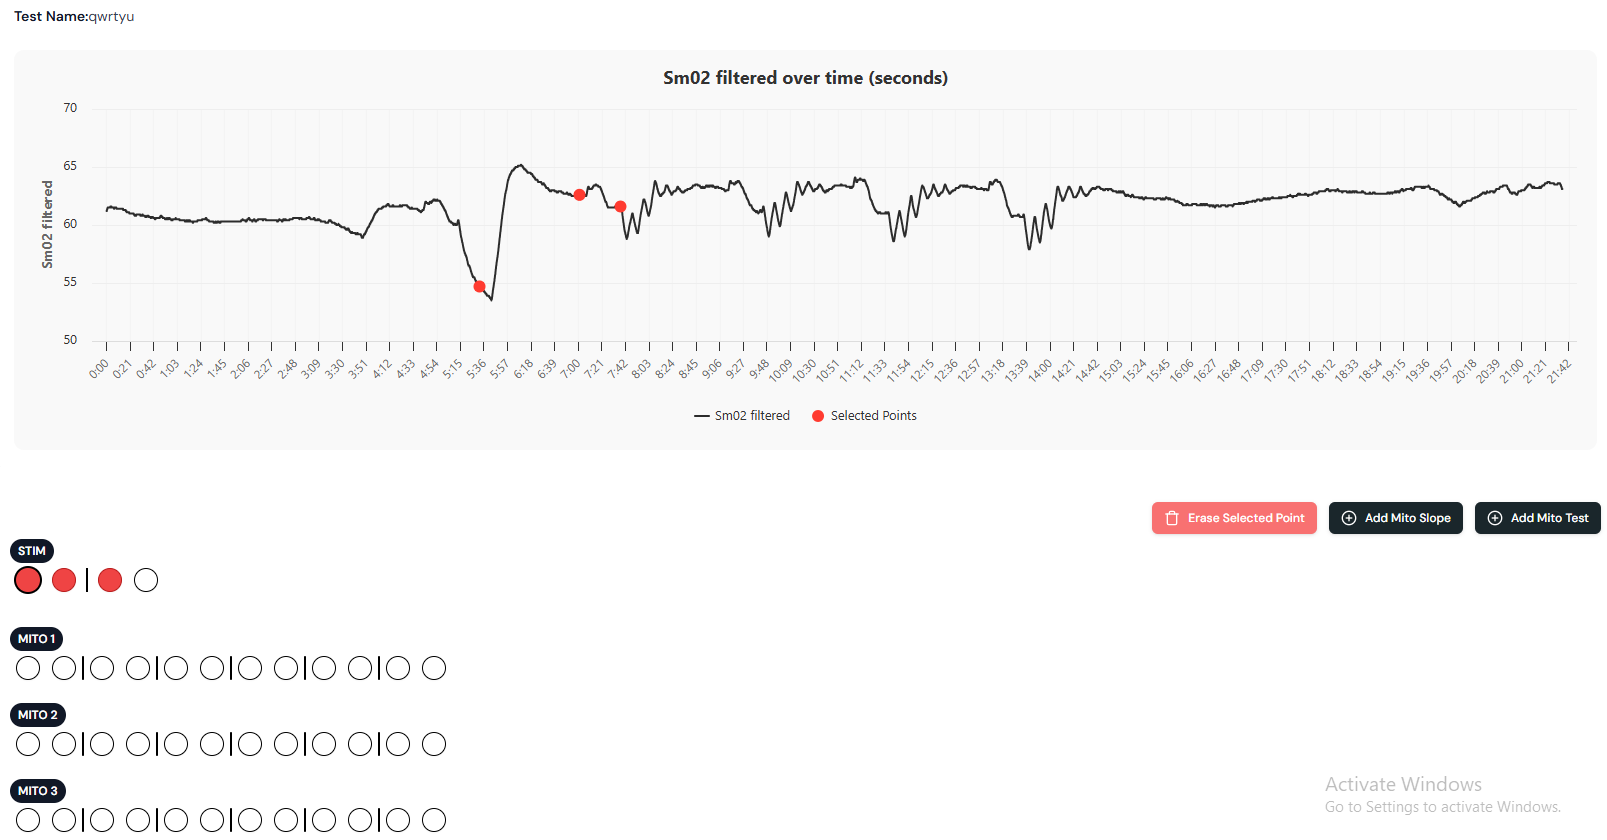 Test Name:qwrtyu
Sm02 filtered over time (seconds)
Sm02 filtered
70
65
60
55
50
0:00 0:21 0:42 1:03 1:24 1:45 2:06 2:27 2:48 3:09 3:30 3:51 4:12 4:33 4:54 5:15 5:36 5:57 6:18 6:39 7:00 7:21 7:42 8:03 8:24 8:45 9:06 9:27 9:48 10:09 10:30 10:51 11:12 11:33 11:54 12:15 12:36 12:57 13:18 13:39 14:00 14:21 14:42 15:03 15:24 15:45 16:06 16:27 16:48 17:09 17:30 17:51 18:12 18:33 18:54 19:15 19:36 19:57 20:18 20:39 21:00 21:21 21:42
Sm02 filtered Selected Points
Erase Selected Point Add Mito Slope Add Mito Test
STIM
MITO 1
MITO 2
MITO 3
Activate Windows
Go to Settings to activate Windows.